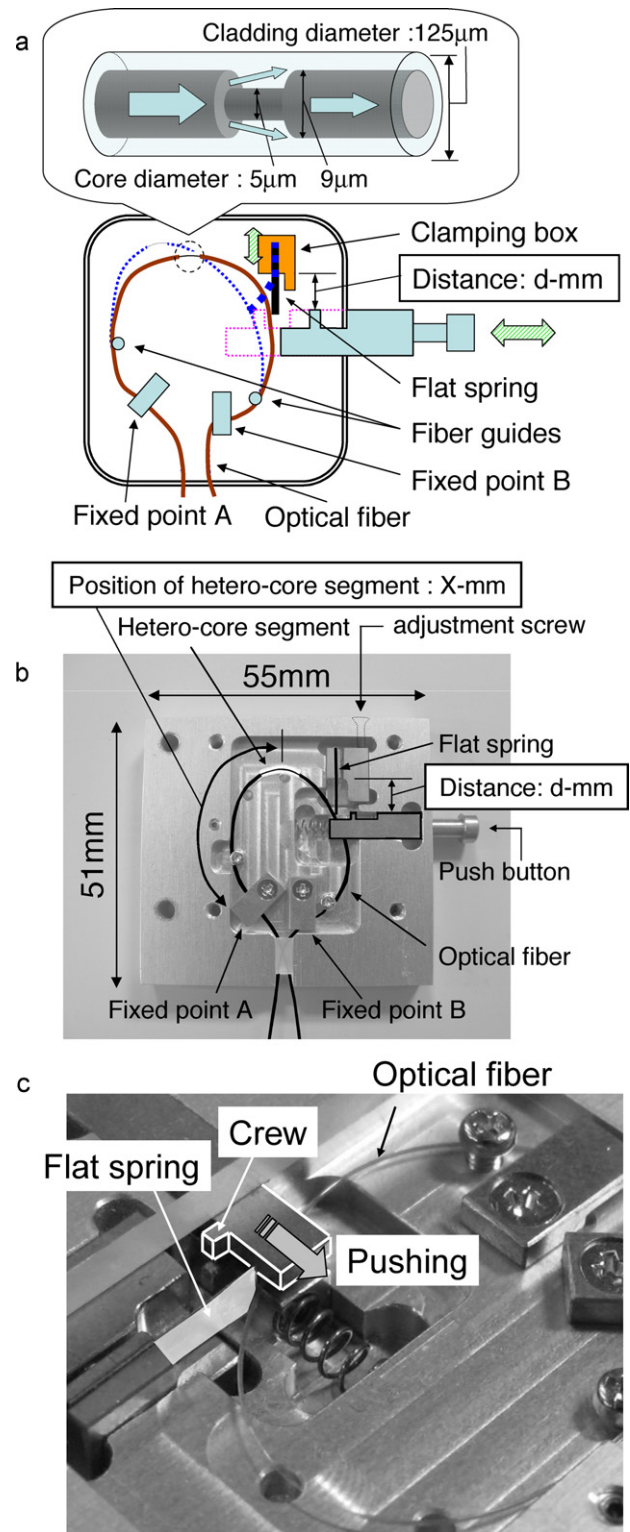 a
Cladding diameter :125μm
Core diameter : 5μm 9μm
Clamping box
Distance: d-mm
Flat spring
Fiber guides
Fixed point B
Fixed point A
Optical fiber
Position of hetero-core segment : X-mm
Hetero-core segment
adjustment screw
b
55mm
Flat spring
Distance: d-mm
51mm
Push button
Optical fiber
Fixed point A
Fixed point B
c
Optical fiber
Crew
Flat spring
Pushing